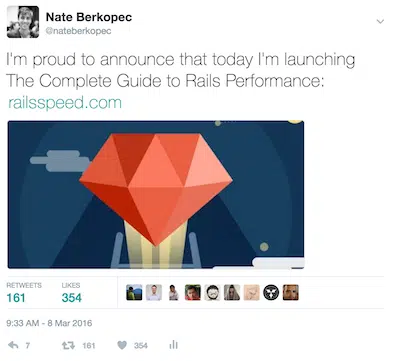 Nate Berkopec
@nateberkopec
I'm proud to announce that today I'm launching
The Complete Guide to Rails Performance:
railsspeed.com
RETWEETS LIKES
161 354
9:33 AM - 8 Mar 2016
7 161 354